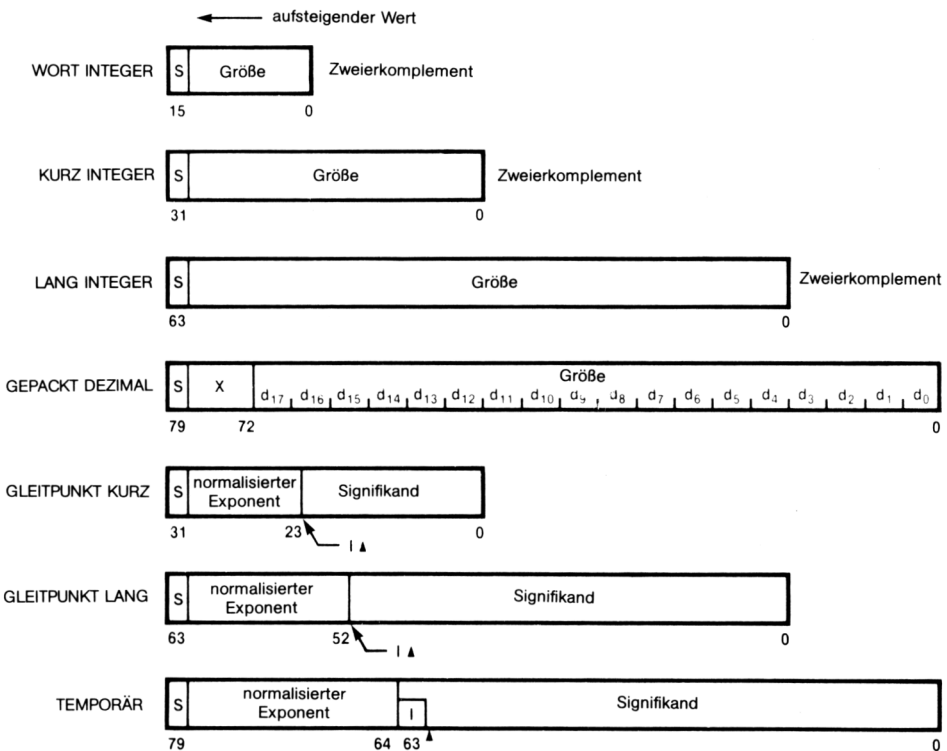 aufsteigender Wert
WORT INTEGER S Größe Zweierkomplement
15 0
KURZ INTEGER S Größe Zweierkomplement
31 0
LANG INTEGER S Größe Zweierkomplement
63 0
GEPACKT DEZIMAL S X Größe
d17 d16 d15 d14 d13 d12 d11 d10 d9 d8 d7 d6 d5 d4 d3 d2 d1 d0
79 72 0
GLEITPUNKT KURZ S normalisierter Exponent Signifikand
31 23 0
I
GLEITPUNKT LANG S normalisierter Exponent Signifikand
63 52 0
I
TEMPORÄR S normalisierter Exponent I Signifikand
79 64 63 0